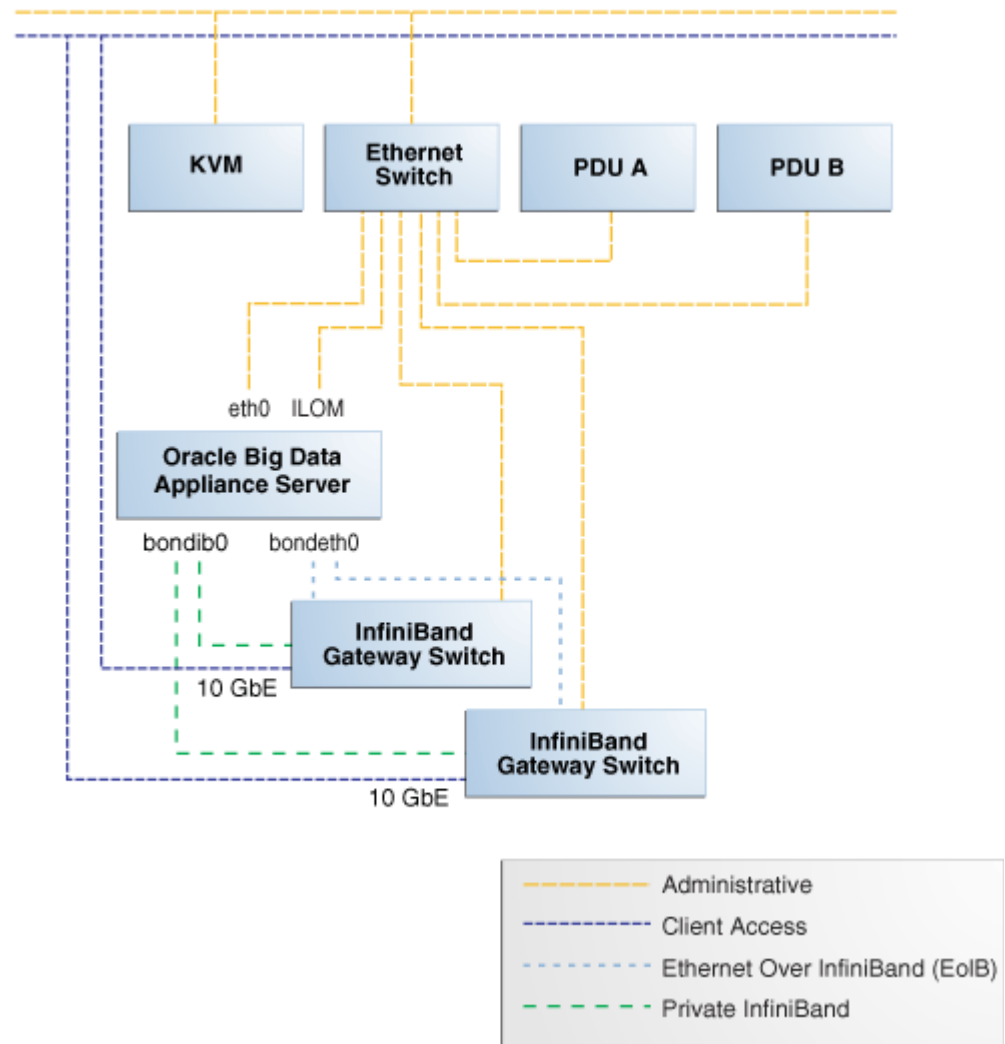 KVM
Ethernet
Switch
PDU A
PDU B
eth0
ILOM
Oracle Big Data
Appliance Server
bondib0
bondeth0
InfiniBand
Gateway Switch
10 GbE
InfiniBand
Gateway Switch
10 GbE
Administrative
Client Access
Ethernet Over InfiniBand (EoIB)
Private InfiniBand